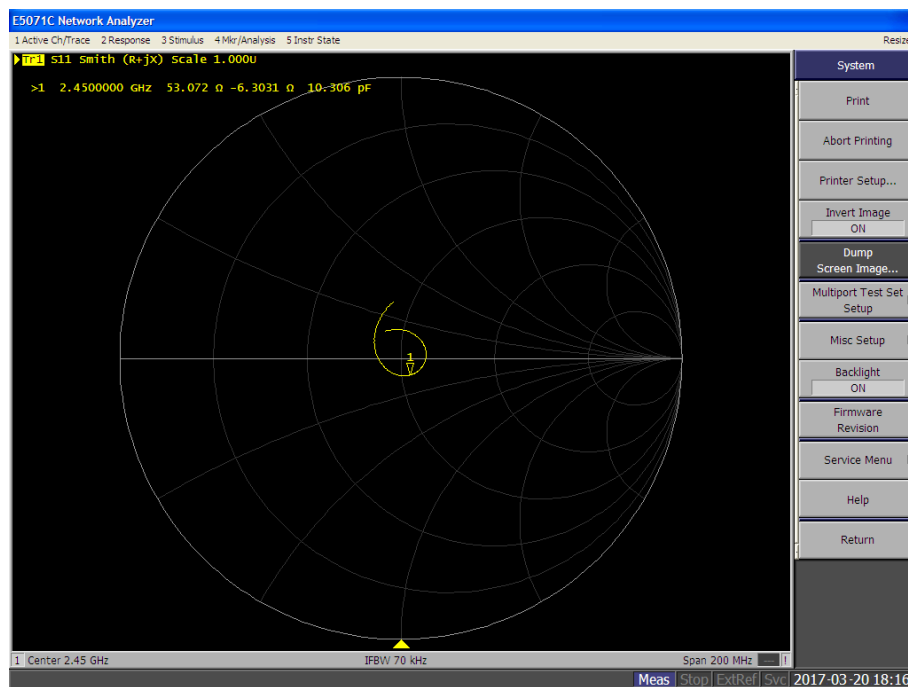 E5071C Network Analyzer
1 Active Ch/Trace 2 Response 3 Stimulus 4 Mkr/Analysis 5 Instr State
Resize
Tr1 S11 Smith (R+jX) Scale 1.000U
>1 2.4500000 GHz 53.072 Ω -6.3031 Ω 10.306 pF
1
System
Print
Abort Printing
Printer Setup...
Invert Image
ON
Dump
Screen Image...
Multiport Test Set
Setup
Misc Setup
Backlight
ON
Firmware
Revision
Service Menu
Help
Return
1 Center 2.45 GHz
IFBW 70 kHz
Span 200 MHz --- !
Meas Stop ExtRef Svc 2017-03-20 18:16